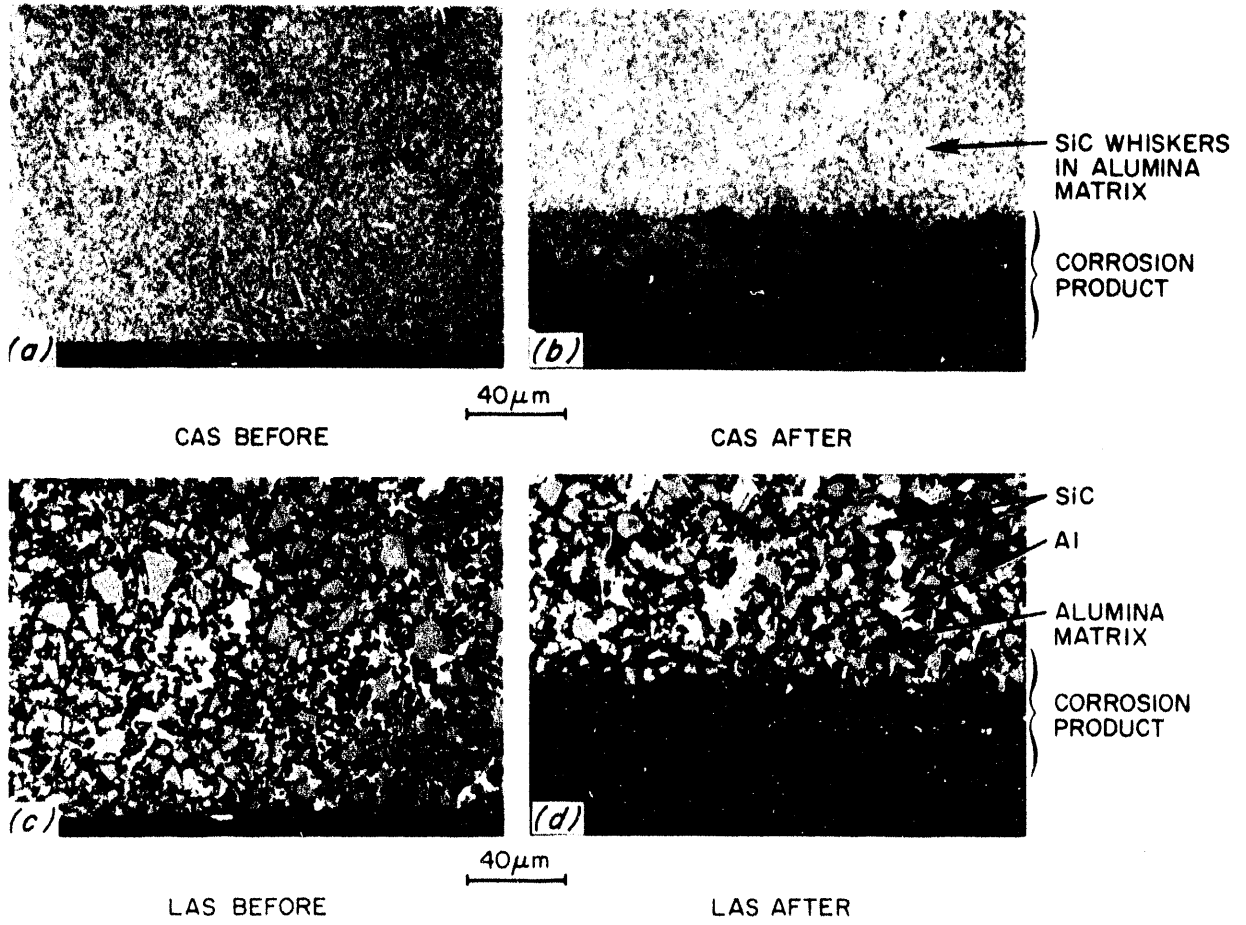 SiC WHISKERS
IN ALUMINA
MATRIX
CORROSION
PRODUCT
(a)
(b)
40μm
CAS BEFORE
CAS AFTER
SiC
Al
ALUMINA
MATRIX
CORROSION
PRODUCT
(c)
(d)
40μm
LAS BEFORE
LAS AFTER